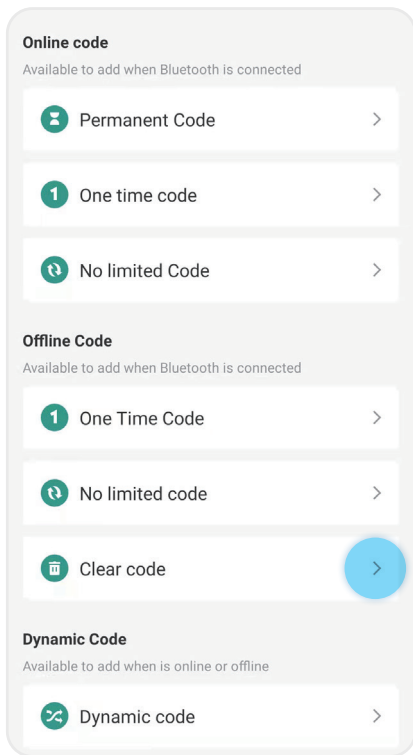 Online code
Available to add when Bluetooth is connected
Permanent Code
1 One time code
No limited Code
Offline Code
Available to add when Bluetooth is connected
1 One Time Code
No limited code
Clear code
Dynamic Code
Available to add when is online or offline
Dynamic code